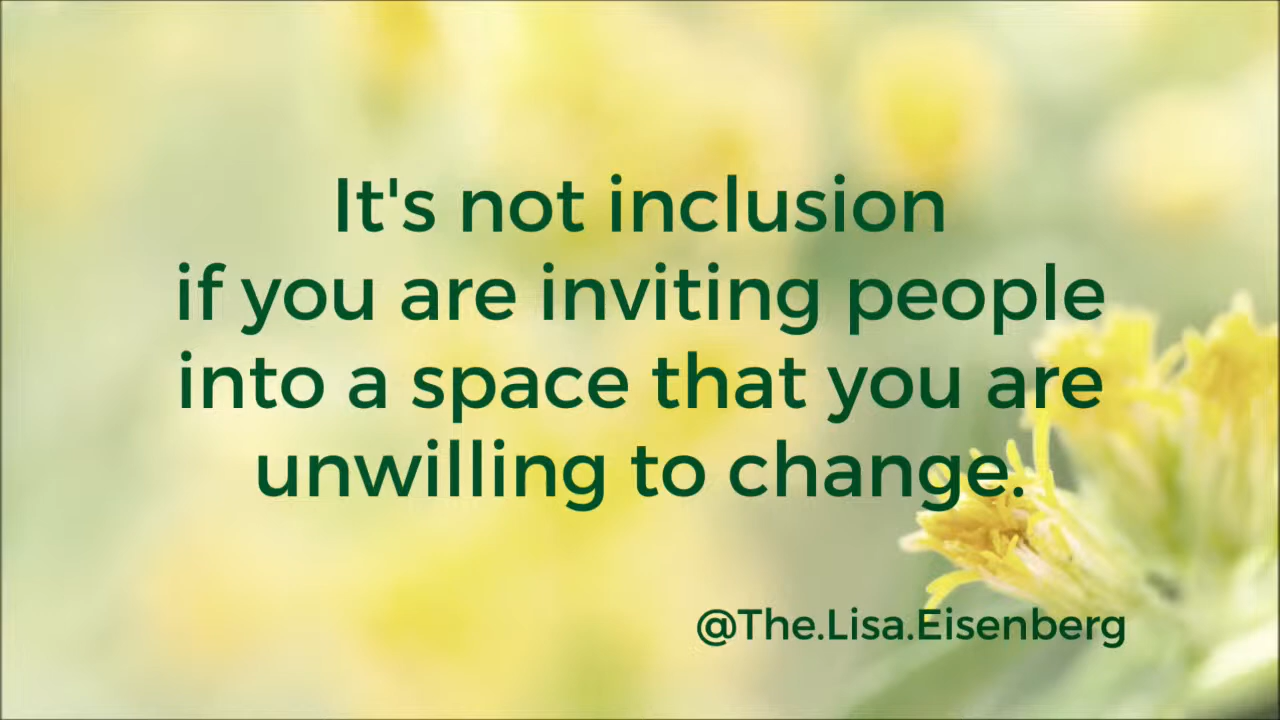 It's not inclusion
if you are inviting people
into a space that you are
unwilling to change.
@The.Lisa.Eisenberg